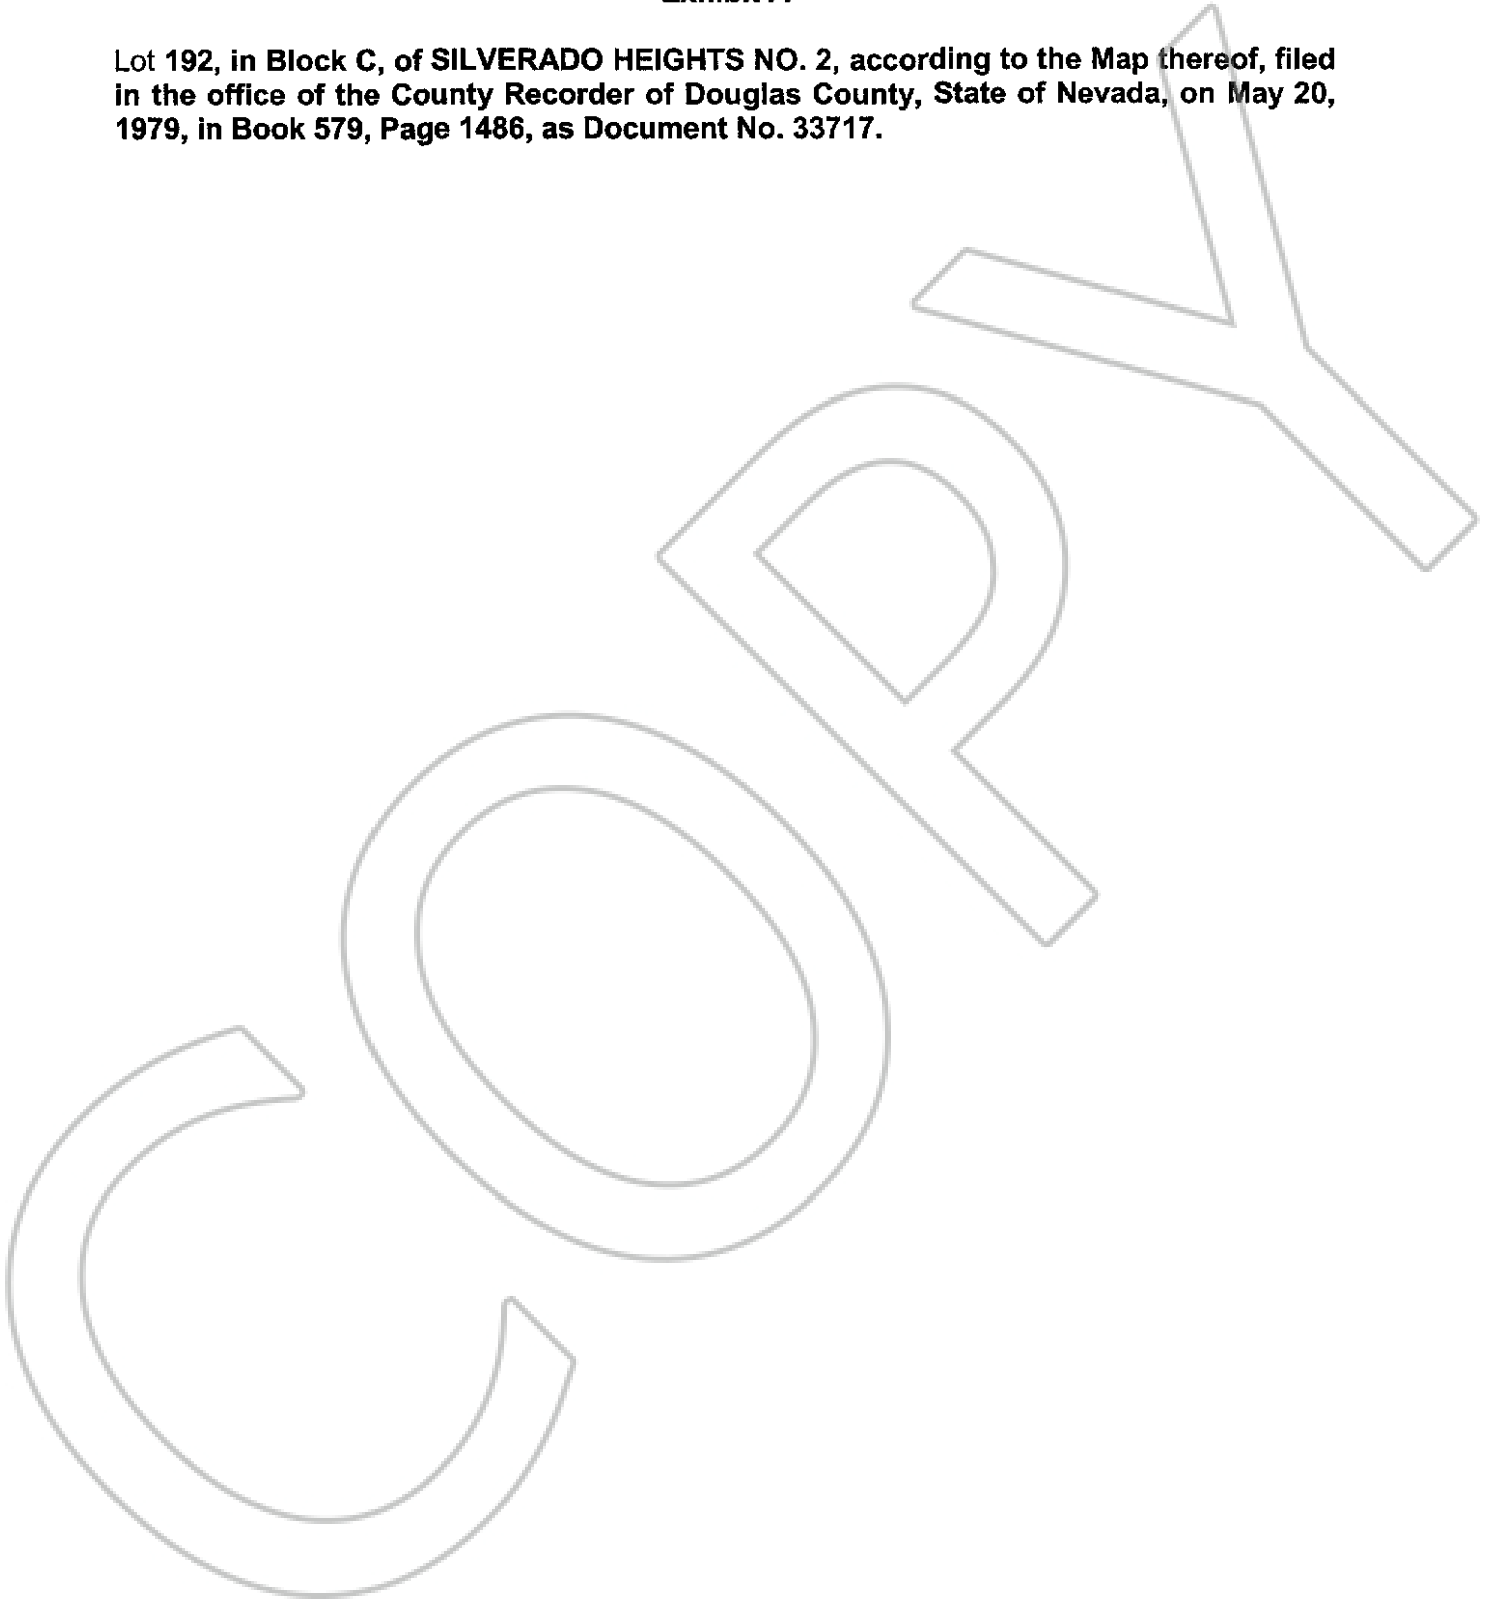 Lot 192, in Block C, of SILVERADO HEIGHTS NO. 2, according to the Map thereof, filed
in the office of the County Recorder of Douglas County, State of Nevada, on May 20,
1979, in Book 579, Page 1486, as Document No. 33717.
COPY